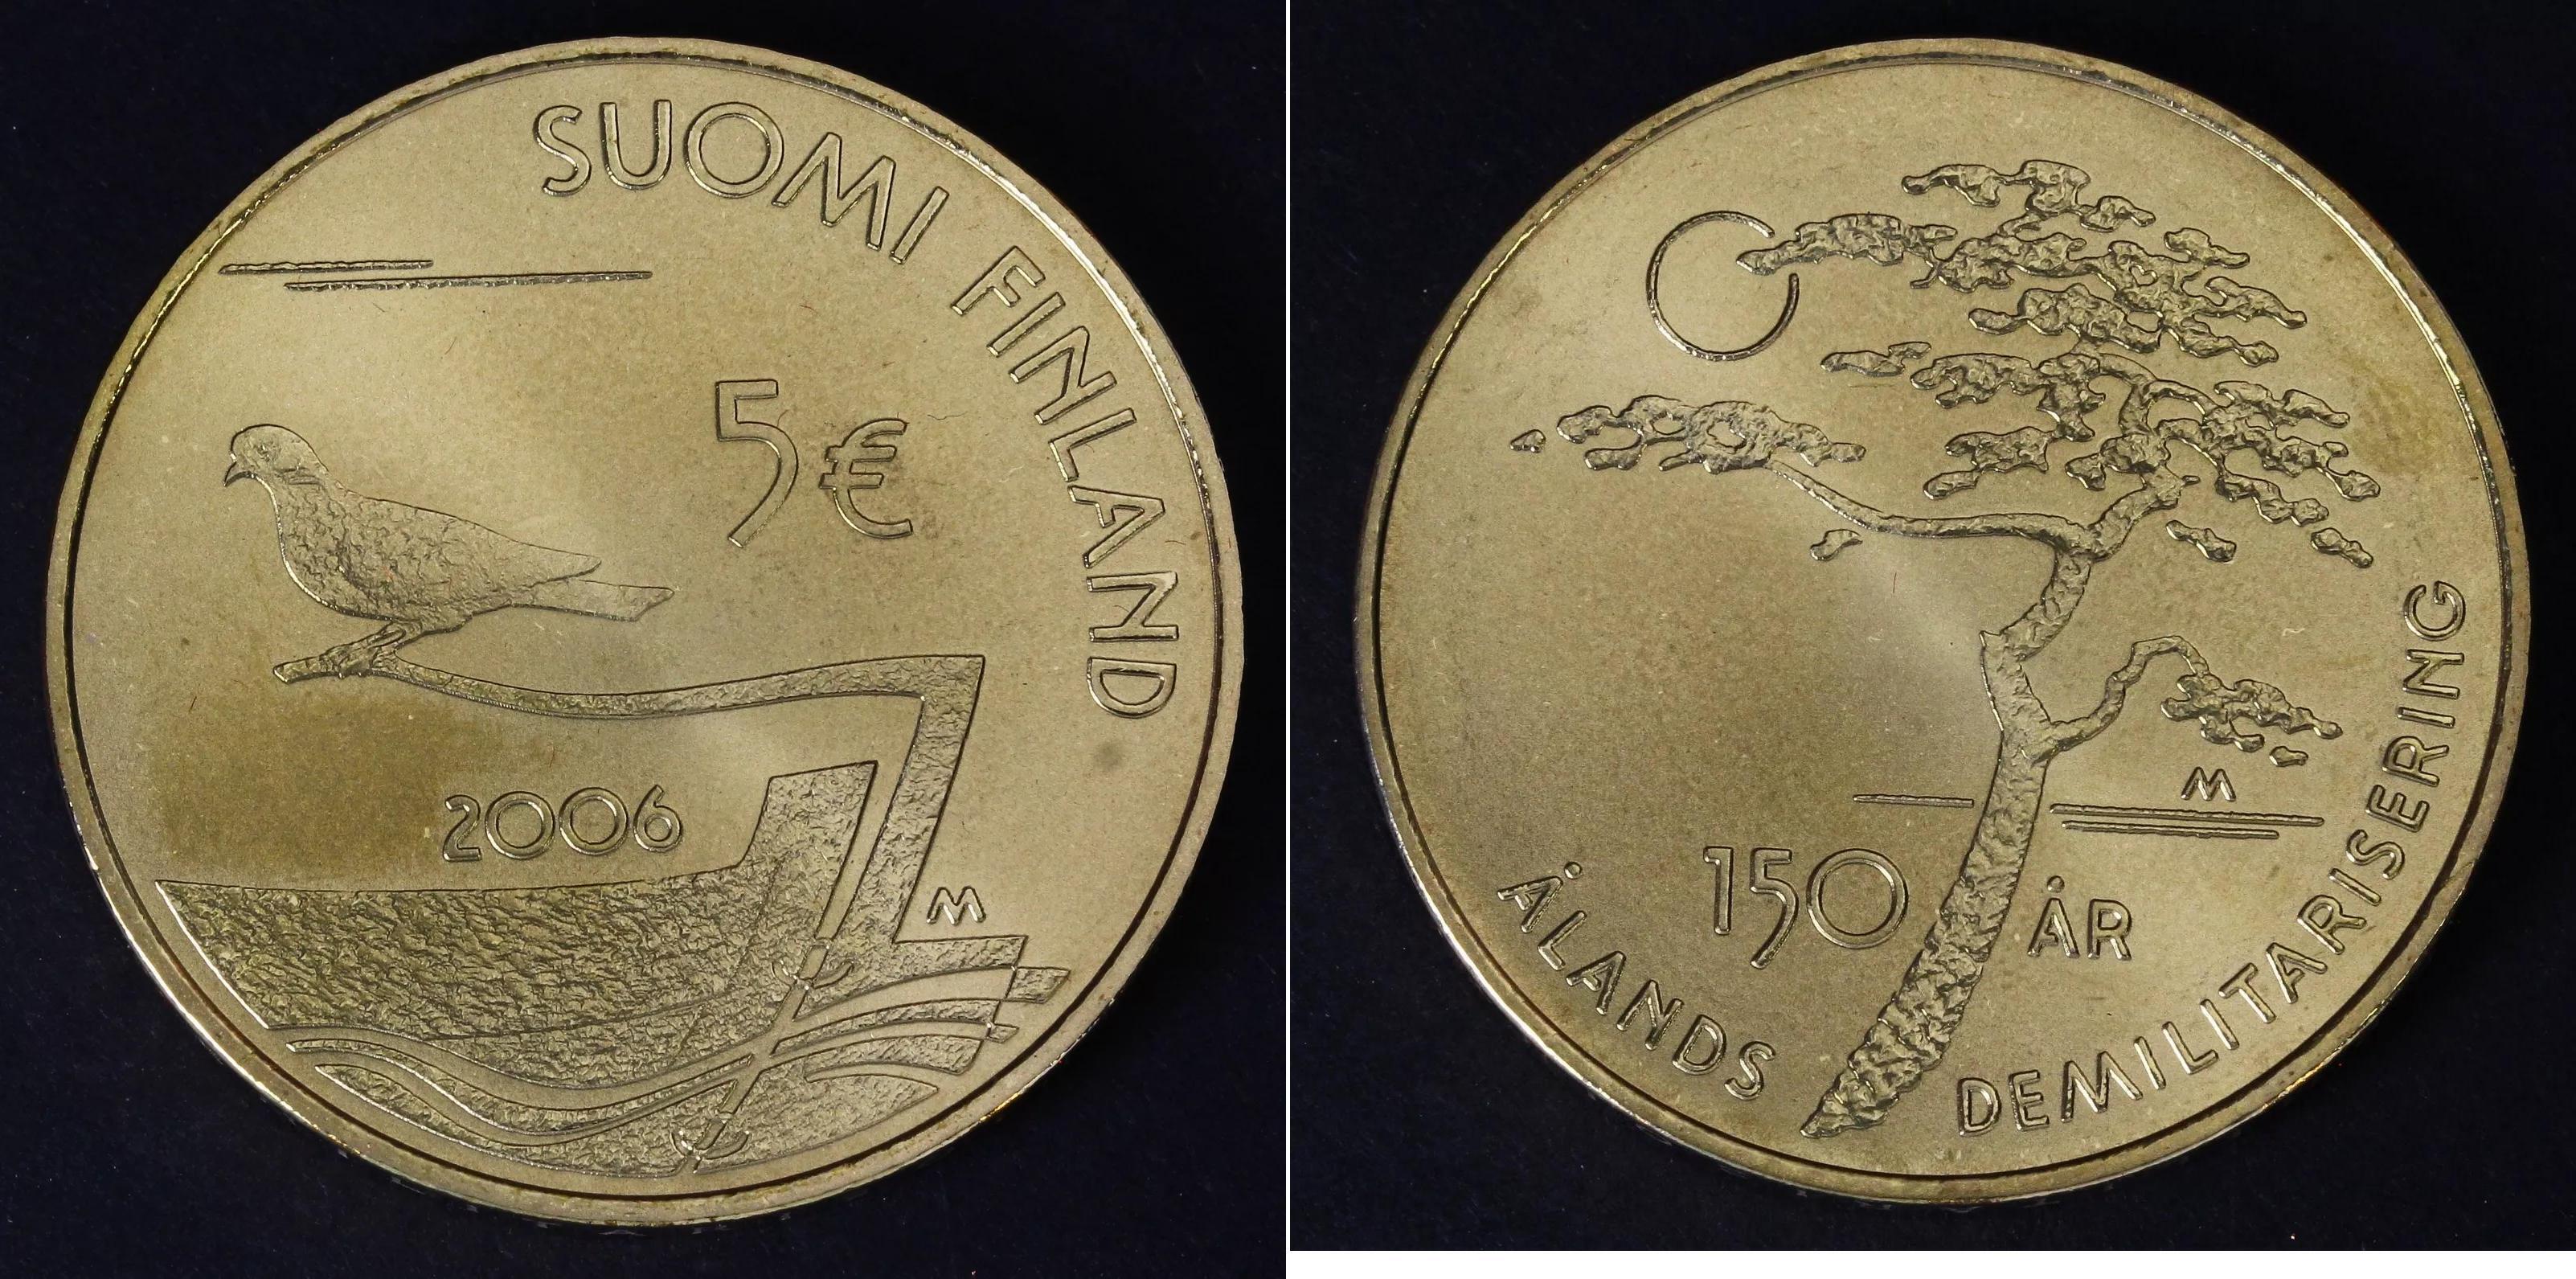 SUOMI FINLAND
5 €
2006
M
M
150 ÅR
ÅLANDS DEMILITARISERING